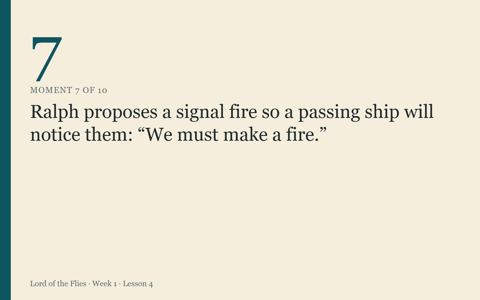 7
MOMENT 7 OF 10
Ralph proposes a signal fire so a passing ship will
notice them: “We must make a fire.”
Lord of the Flies · Week 1 · Lesson 4